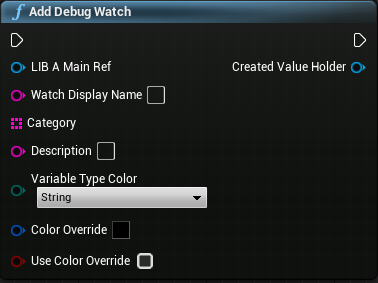 f Add Debug Watch
LIB A Main Ref
Created Value Holder
Watch Display Name
Category
Description
Variable Type Color
String
Color Override
Use Color Override